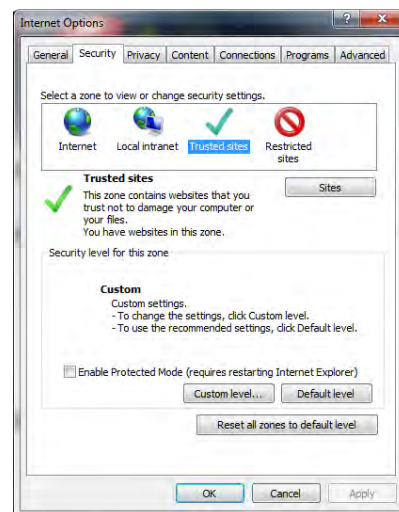 Internet Options
General Security Privacy Content Connections Programs Advanced
Select a zone to view or change security settings.
Internet Local intranet Trusted sites Restricted
sites
Trusted sites
Sites
This zone contains websites that you
trust not to damage your computer or
your files.
You have websites in this zone.
Security level for this zone
Custom
Custom settings.
- To change the settings, click Custom level.
- To use the recommended settings, click Default level.
Enable Protected Mode (requires restarting Internet Explorer)
Custom level... Default level
Reset all zones to default level
OK Cancel Apply